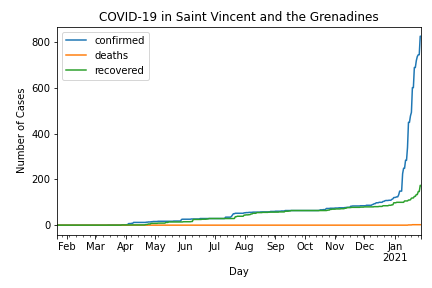 COVID-19 in Saint Vincent and the Grenadines
confirmed
deaths
recovered
800
600
400
200
0
Number of Cases
Feb Mar Apr May Jun Jul Aug Sep Oct Nov Dec Jan
2021
Day